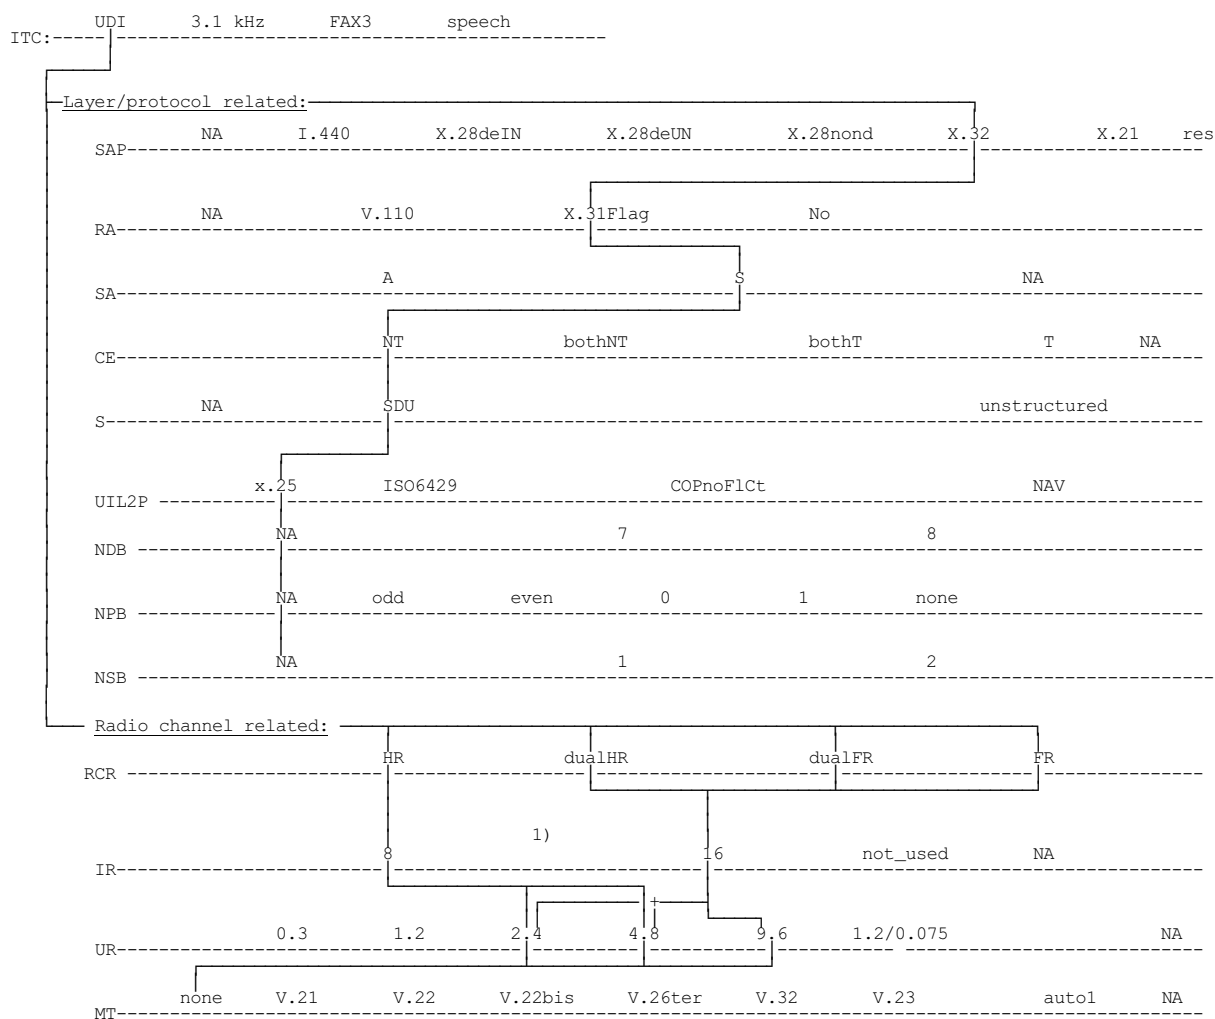 UDI 3.1 kHz FAX3 speech
ITC:
Layer/protocol related:
NA I.440 X.28deIN X.28deUN X.28nond X.32 X.21 res
SAP
NA V.110 X.31Flag No
RA
A S NA
SA
NT bothNT bothT T NA
CE
NA SDU unstructured
S
x.25 ISO6429 COPnoFlCt NAV
UIL2P
NA 7 8
NDB
NA odd even 0 1 none
NPB
NA 1 2
NSB
Radio channel related:
HR dualHR dualFR FR
RCR
1)
8 16 not_used NA
IR
+
0.3 1.2 2.4 4.8 9.6 1.2/0.075 NA
UR
none V.21 V.22 V.22bis V.26ter V.32 V.23 auto1 NA
MT